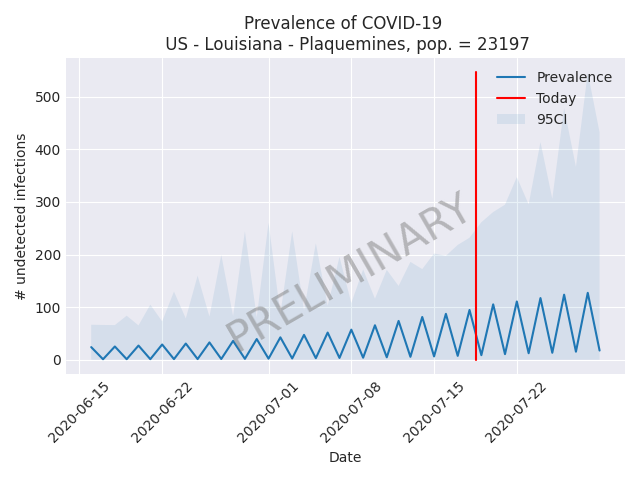 Prevalence of COVID-19
US - Louisiana - Plaquemines, pop. = 23197
# undetected infections
500
400
300
200
100
0
Prevalence
Today
95CI
PRELIMINARY
2020-06-15
2020-06-22
2020-07-01
2020-07-08
2020-07-15
2020-07-22
Date